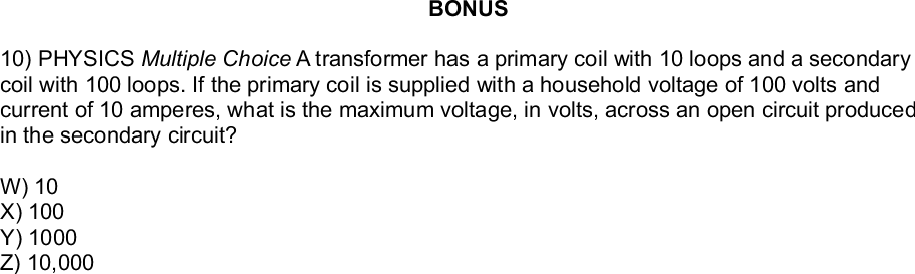 BONUS
10) PHYSICS Multiple Choice A transformer has a primary coil with 10 loops and a secondary
coil with 100 loops. If the primary coil is supplied with a household voltage of 100 volts and
current of 10 amperes, what is the maximum voltage, in volts, across an open circuit produced
in the secondary circuit?
W) 10
X) 100
Y) 1000
Z) 10,000